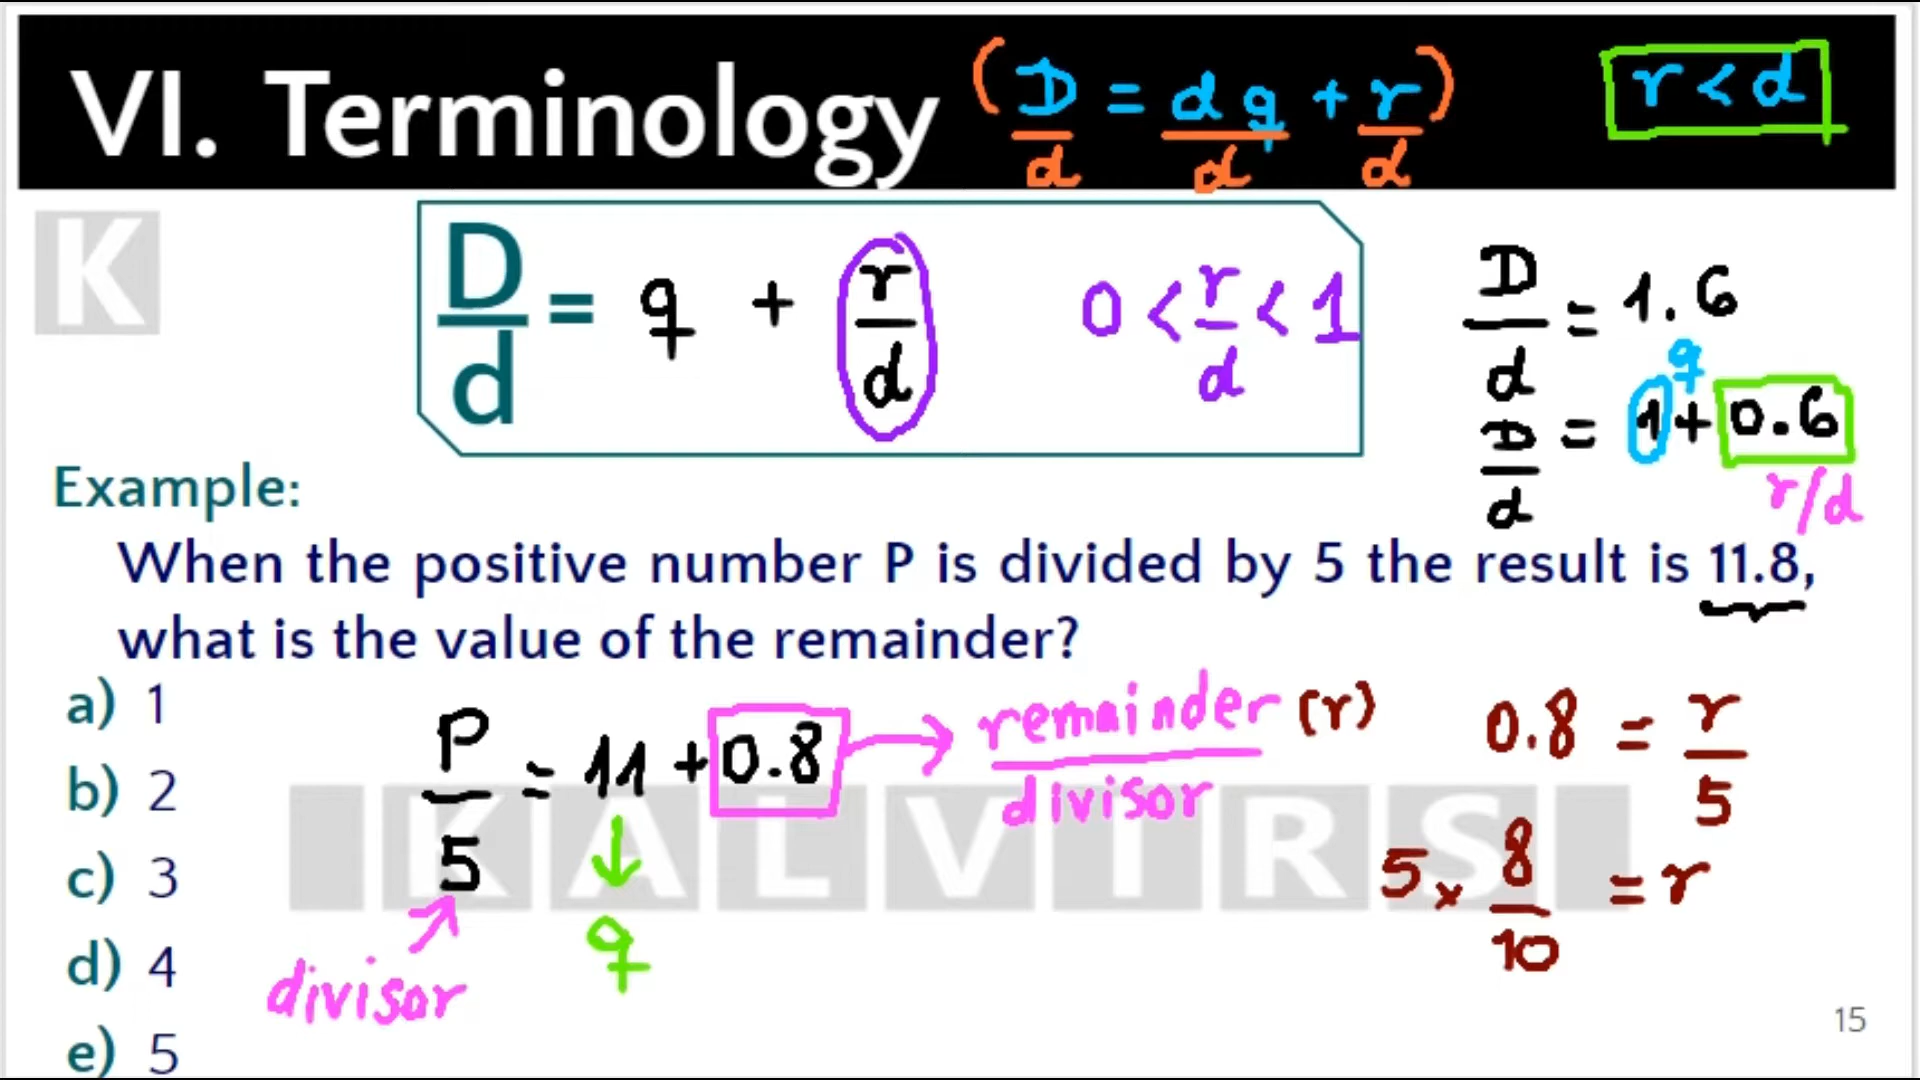 VI. Terminology (D/d = dq/d + r/d) r < d
K
D/d = q + r/d 0 < r/d < 1
D/d = 1.6
q
D/d = 1 + 0.6
r/d
Example:
When the positive number P is divided by 5 the result is 11.8,
what is the value of the remainder?
a) 1
b) 2
c) 3
d) 4
e) 5
P/5 = 11 + 0.8 → remainder (r)/divisor
q
divisor
0.8 = r/5
5 × 8/10 = r
KALVIRS
15